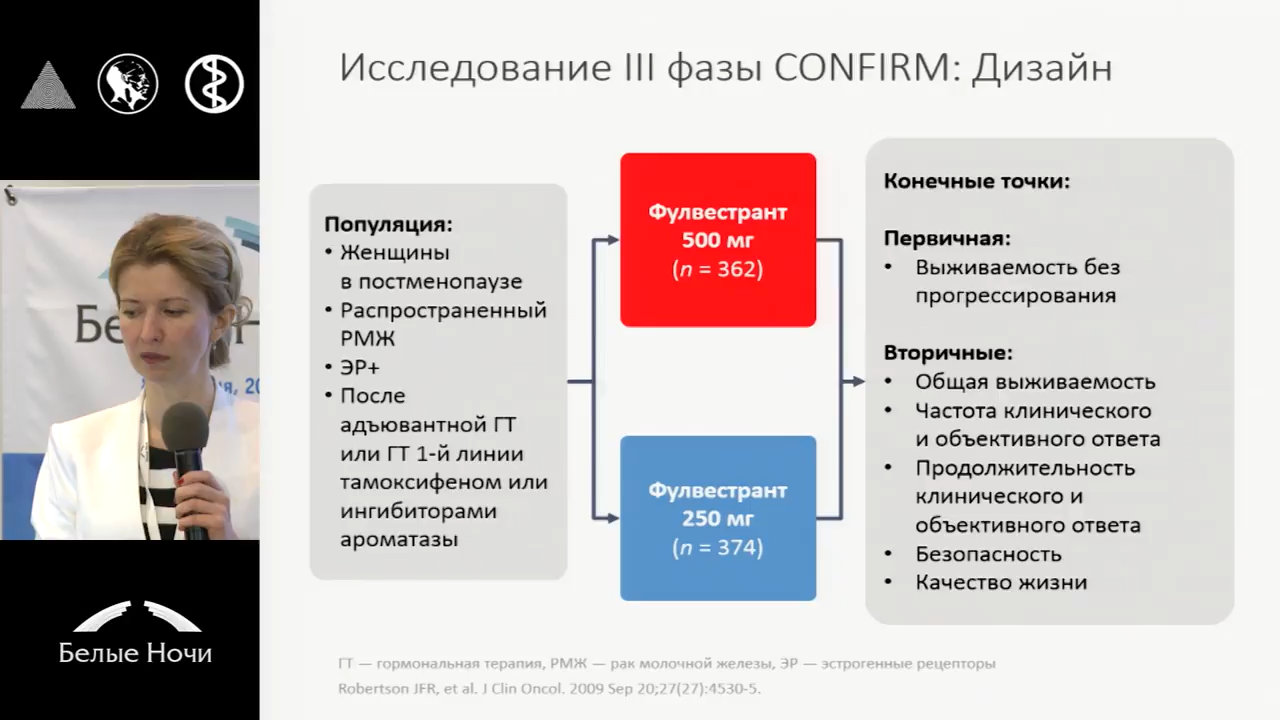 Исследование III фазы CONFIRM: Дизайн
Популяция:
• Женщины
в постменопаузе
• Распространенный
РМЖ
• ЭР+
• После
адъювантной ГТ
или ГТ 1-й линии
тамоксифеном или
ингибиторами
ароматазы
Фулвестрант
500 мг
(n = 362)
Фулвестрант
250 мг
(n = 374)
Конечные точки:
Первичная:
• Выживаемость без
прогрессирования
Вторичные:
• Общая выживаемость
• Частота клинического
и объективного ответа
• Продолжительность
клинического и
объективного ответа
• Безопасность
• Качество жизни
ГТ — гормональная терапия, РМЖ — рак молочной железы, ЭР — эстрогенные рецепторы
Robertson JFR, et al. J Clin Oncol. 2009 Sep 20;27(27):4530-5.
Белые Ночи